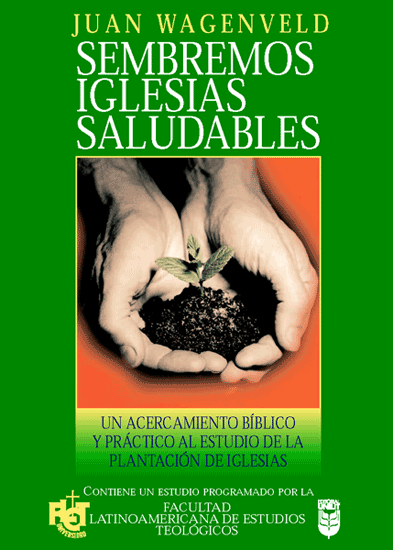 JUAN WAGENVELD
SEMBREMOS
IGLESIAS
SALUDABLES
UN ACERCAMIENTO BÍBLICO
Y PRÁCTICO AL ESTUDIO DE LA
PLANTACIÓN DE IGLESIAS
CONTIENE UN ESTUDIO PROGRAMADO POR LA
FACULTAD
LATINOAMERICANA DE ESTUDIOS
TEOLÓGICOS
UNIVERSIDAD